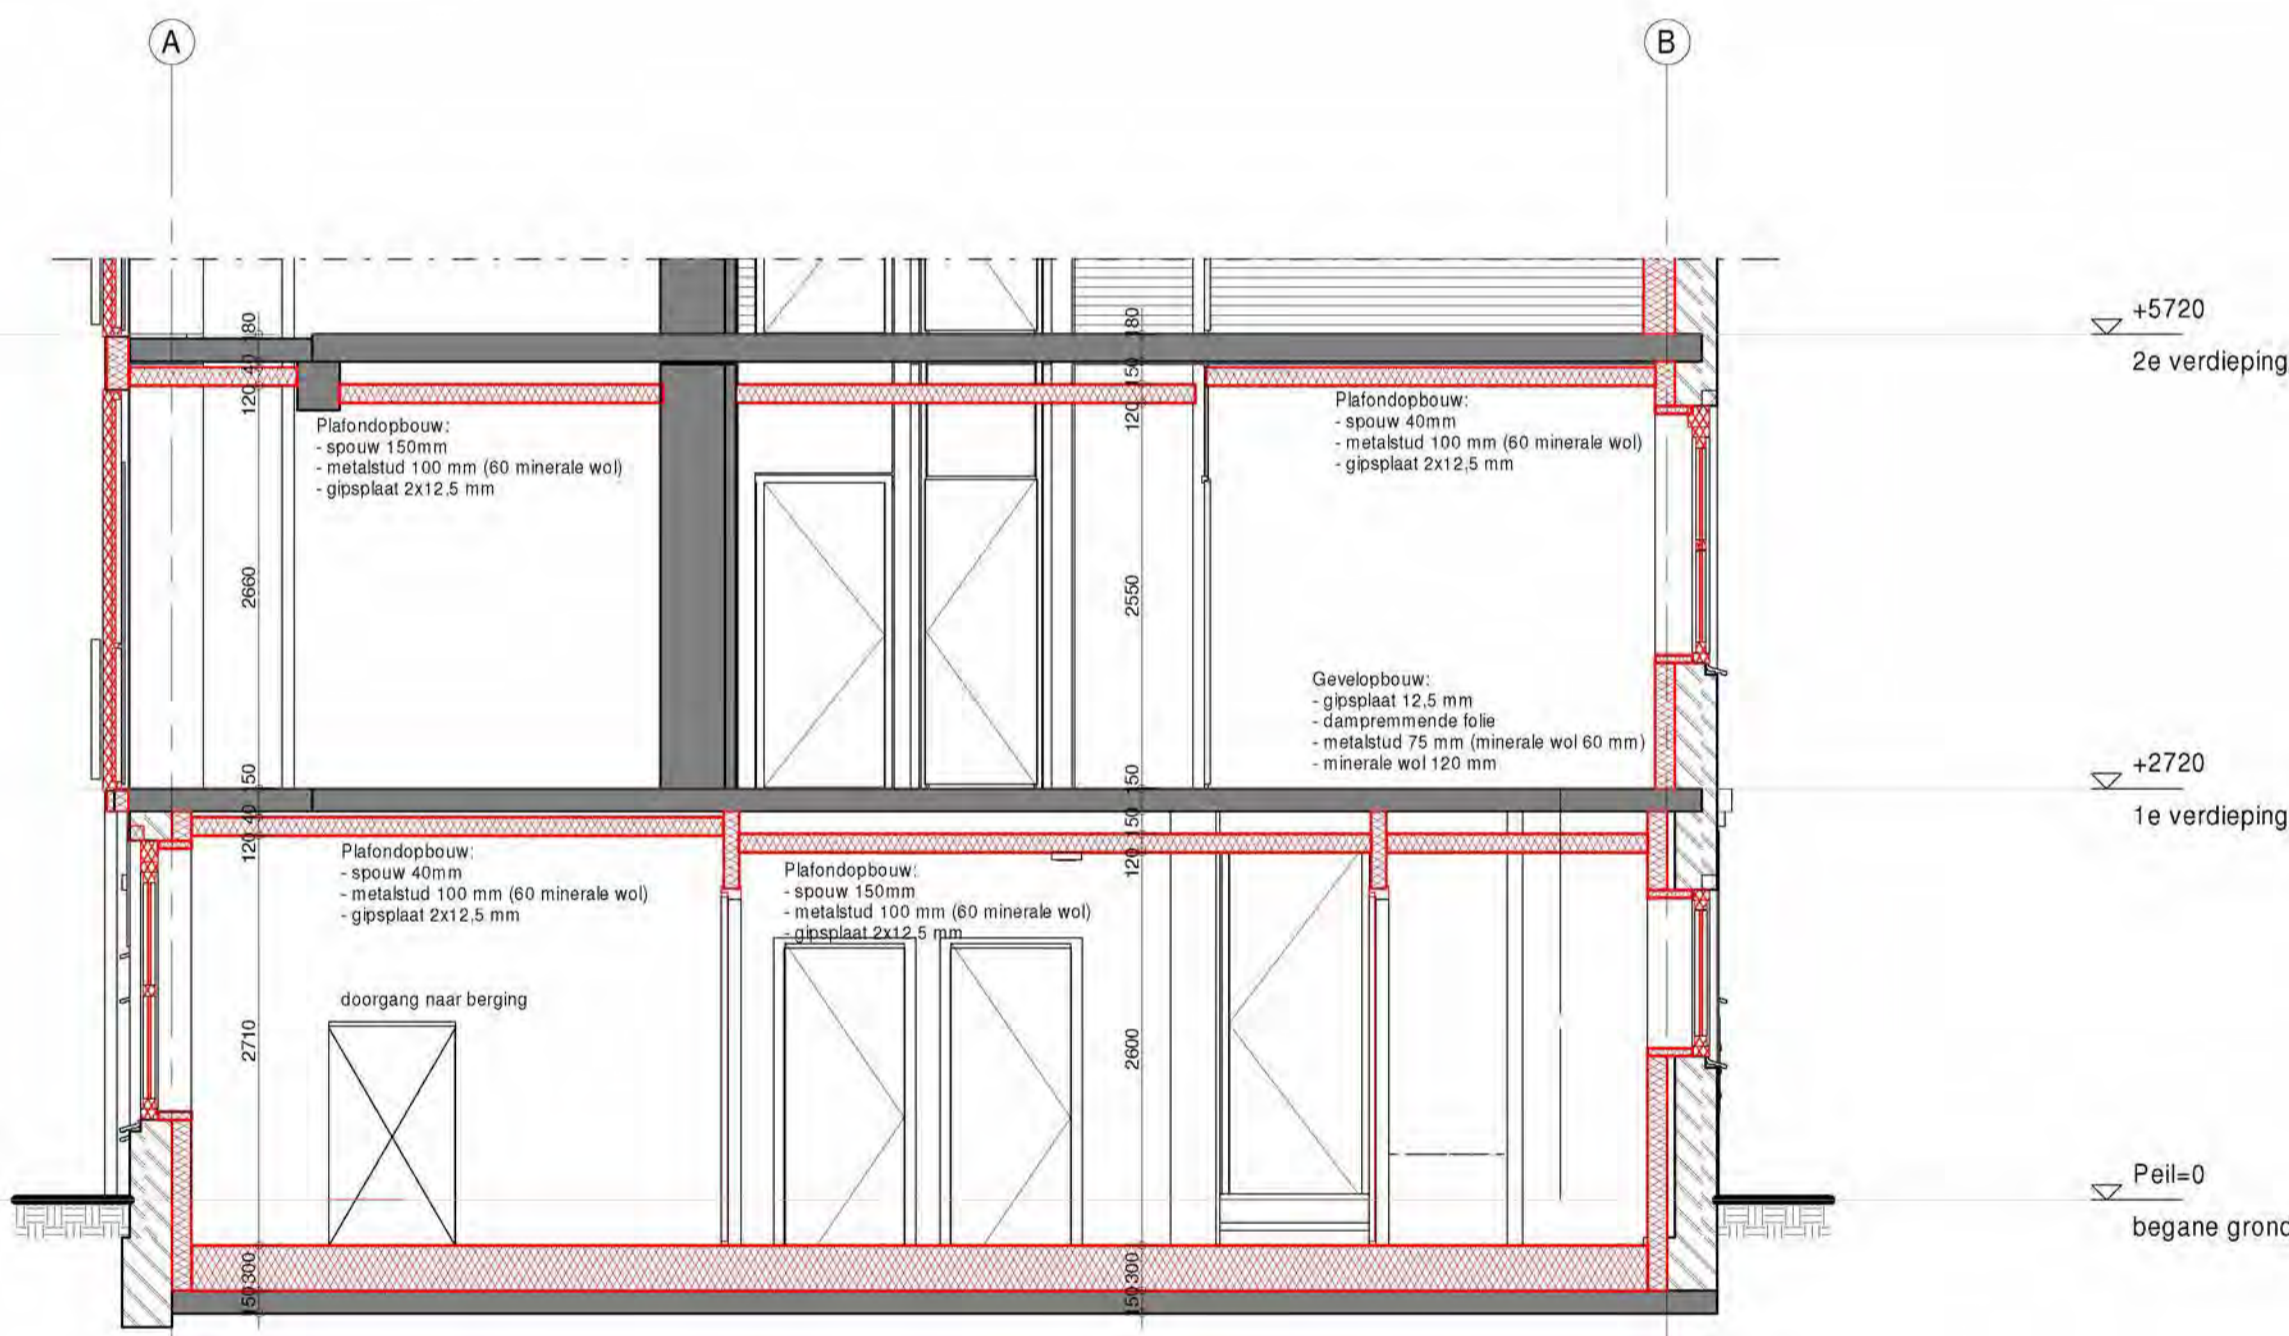 A
B
+5720
2e verdieping
180
40
120
180
150
120
Plafondopbouw:
- spouw 150mm
- metalstud 100 mm (60 minerale wol)
- gipsplaat 2x12,5 mm
Plafondopbouw:
- spouw 40mm
- metalstud 100 mm (60 minerale wol)
- gipsplaat 2x12,5 mm
2660
2550
Gevelopbouw:
- gipsplaat 12,5 mm
- dampremmende folie
- metalstud 75 mm (minerale wol 60 mm)
- minerale wol 120 mm
+2720
1e verdieping
150
40
120
150
150
120
Plafondopbouw:
- spouw 40mm
- metalstud 100 mm (60 minerale wol)
- gipsplaat 2x12,5 mm
Plafondopbouw:
- spouw 150mm
- metalstud 100 mm (60 minerale wol)
- gipsplaat 2x12,5 mm
doorgang naar berging
2710
2600
Peil=0
begane grond
300
150
300
150